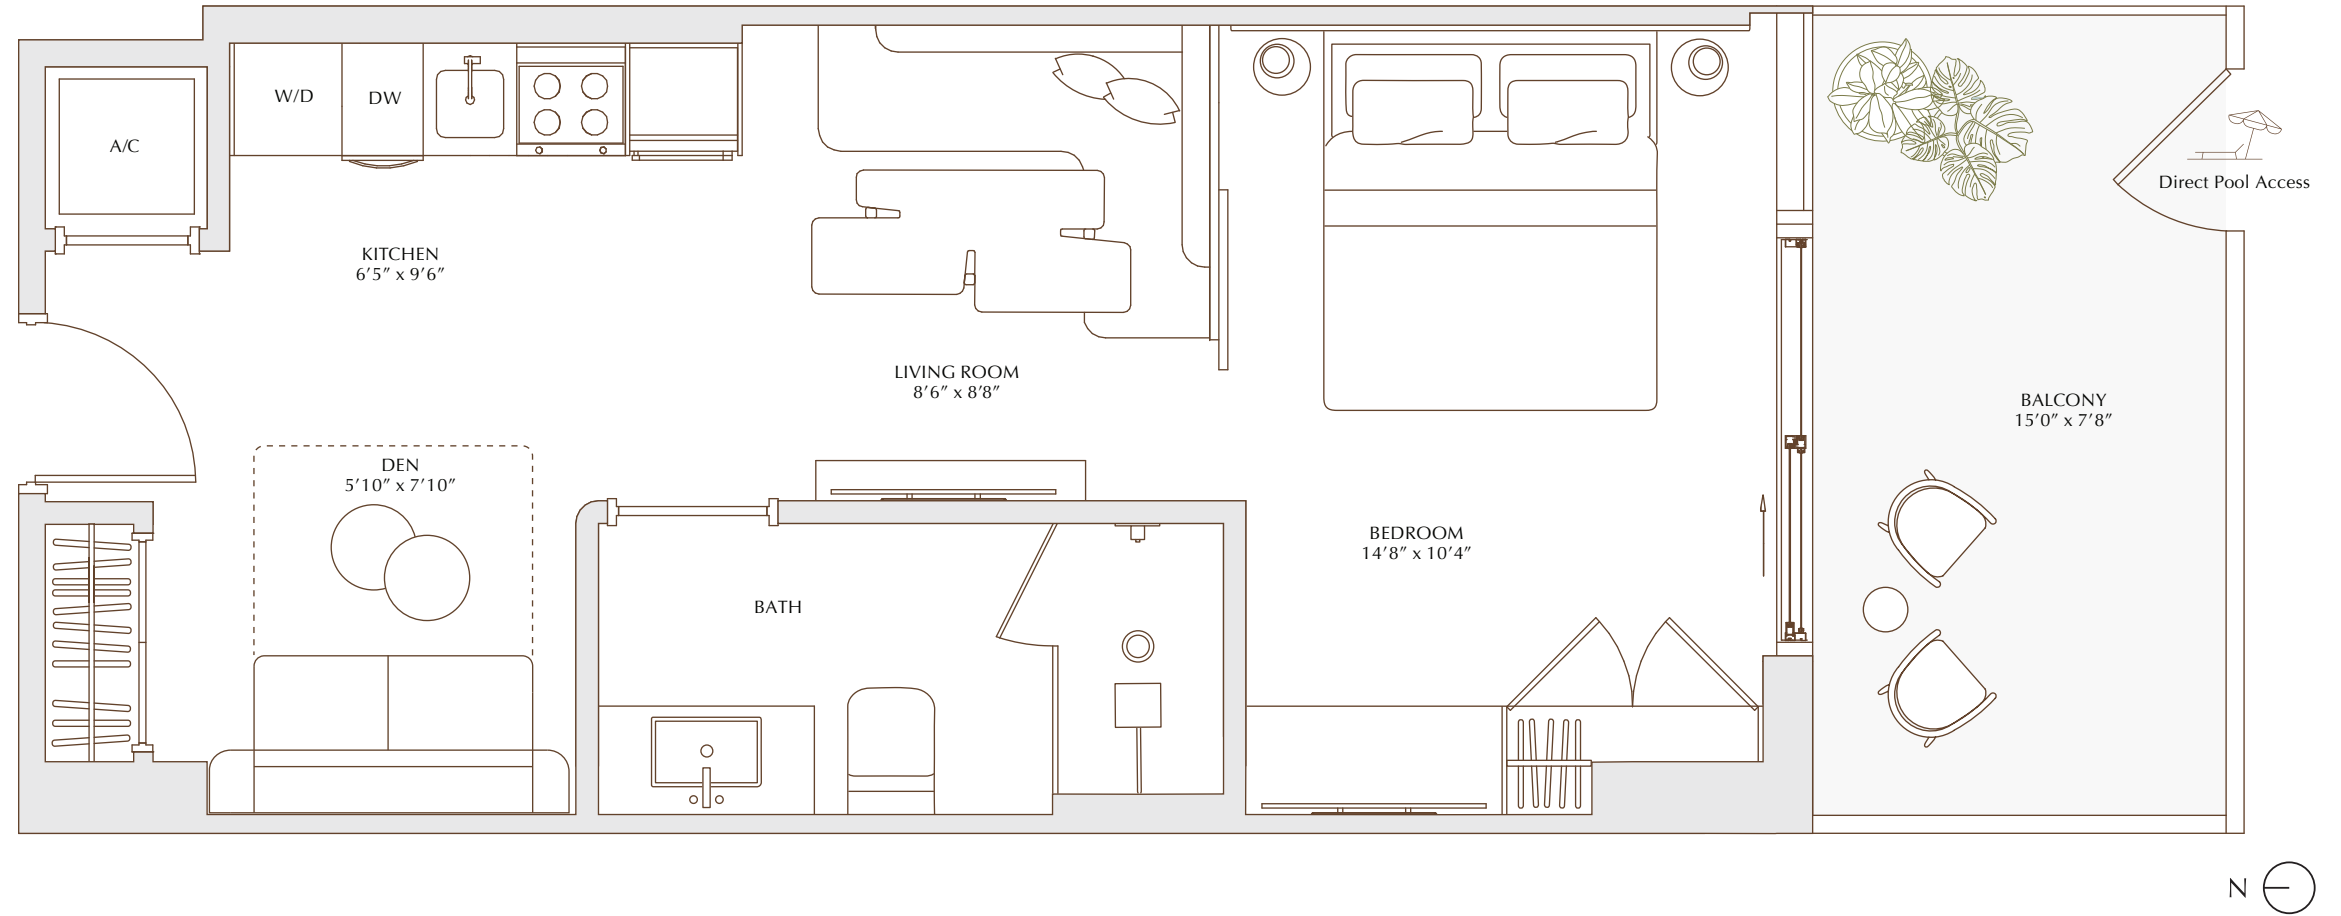 A/C
W/D
DW
KITCHEN
6'5" x 9'6"
LIVING ROOM
8'6" x 8'8"
DEN
5'10" x 7'10"
BATH
BEDROOM
14'8" x 10'4"
Direct Pool Access
BALCONY
15'0" x 7'8"
N